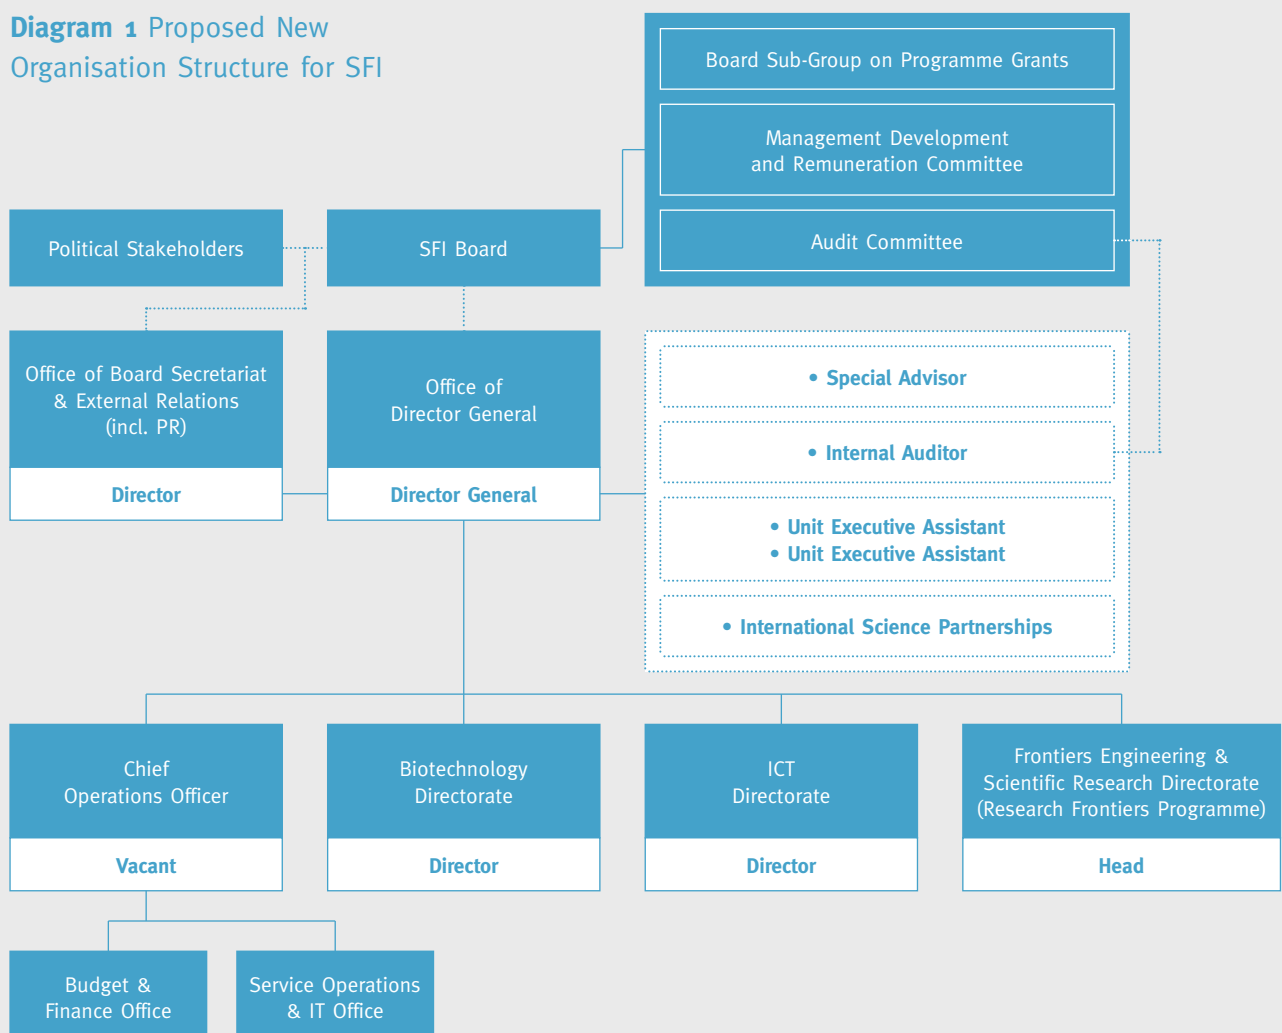 Diagram 1 Proposed New
Organisation Structure for SFI
Board Sub-Group on Programme Grants
Management Development
and Remuneration Committee
Audit Committee
Political Stakeholders
SFI Board
Office of Board Secretariat
& External Relations
(incl. PR)
Director
Office of
Director General
Director General
• Special Advisor
• Internal Auditor
• Unit Executive Assistant
• Unit Executive Assistant
• International Science Partnerships
Chief
Operations Officer
Vacant
Biotechnology
Directorate
Director
ICT
Directorate
Director
Frontiers Engineering &
Scientific Research Directorate
(Research Frontiers Programme)
Head
Budget &
Finance Office
Service Operations
& IT Office